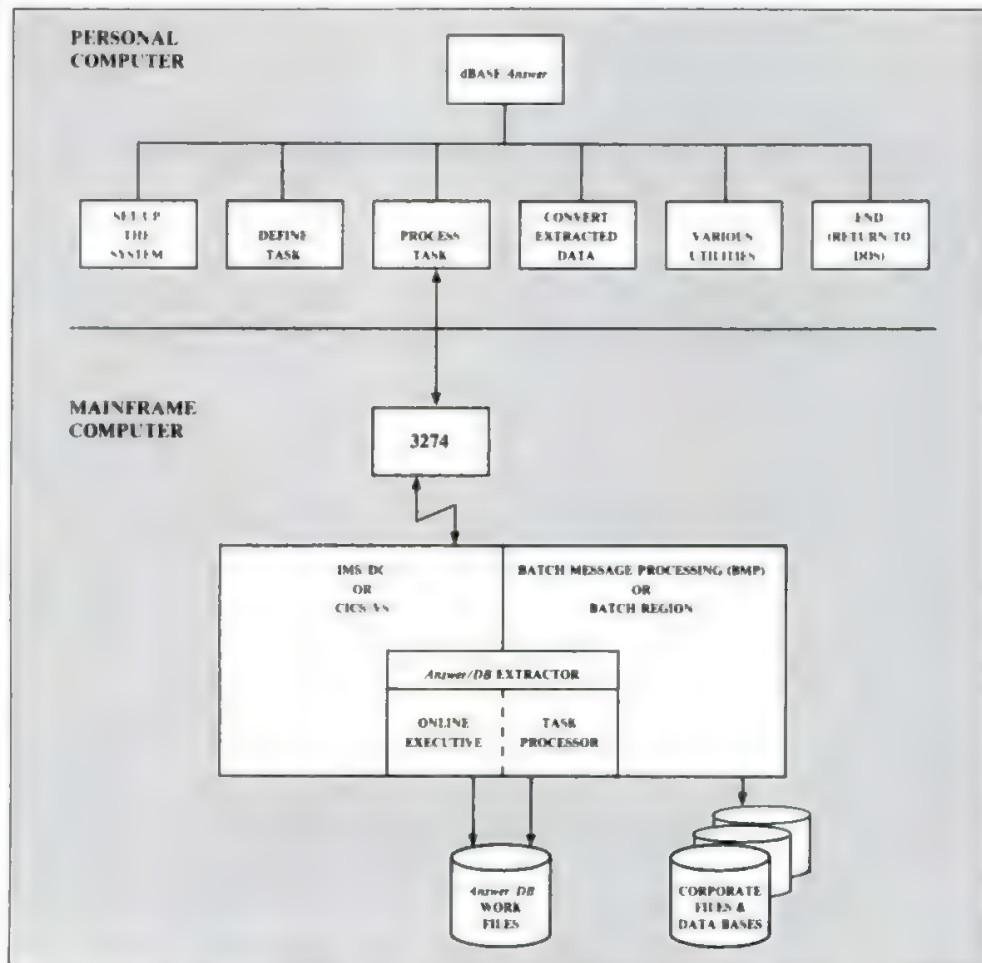 PERSONAL
COMPUTER
dBASE Answer
SET-UP
THE
SYSTEM
DEFINE
TASK
PROCESS
TASK
CONVERT
EXTRACTED
DATA
VARIOUS
UTILITIES
END
(RETURN TO
DOS)
MAINFRAME
COMPUTER
3274
IMS DC
OR
CICS/VS
BATCH MESSAGE PROCESSING (BMP)
OR
BATCH REGION
Answer/DB EXTRACTOR
ONLINE
EXECUTIVE
TASK
PROCESSOR
Answer DB
WORK
FILES
CORPORATE
FILES &
DATA BASES